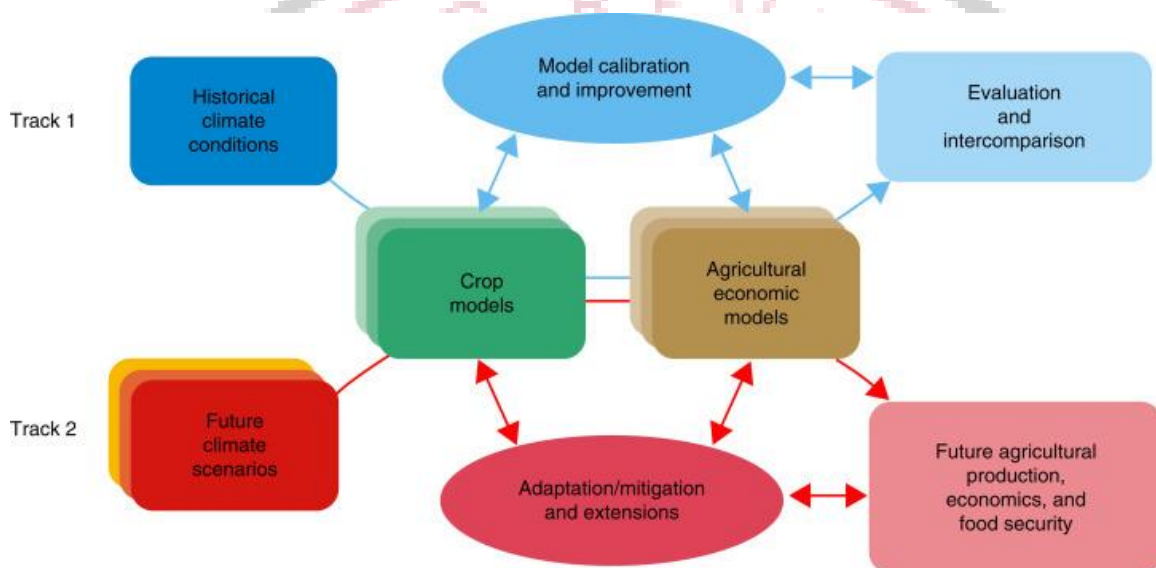 Model calibration
and improvement
Historical
climate
conditions
Evaluation
and
intercomparison
Track 1
Crop
models
Agricultural
economic
models
Track 2
Future
climate
scenarios
Adaptation/mitigation
and extensions
Future agricultural
production,
economics, and
food security